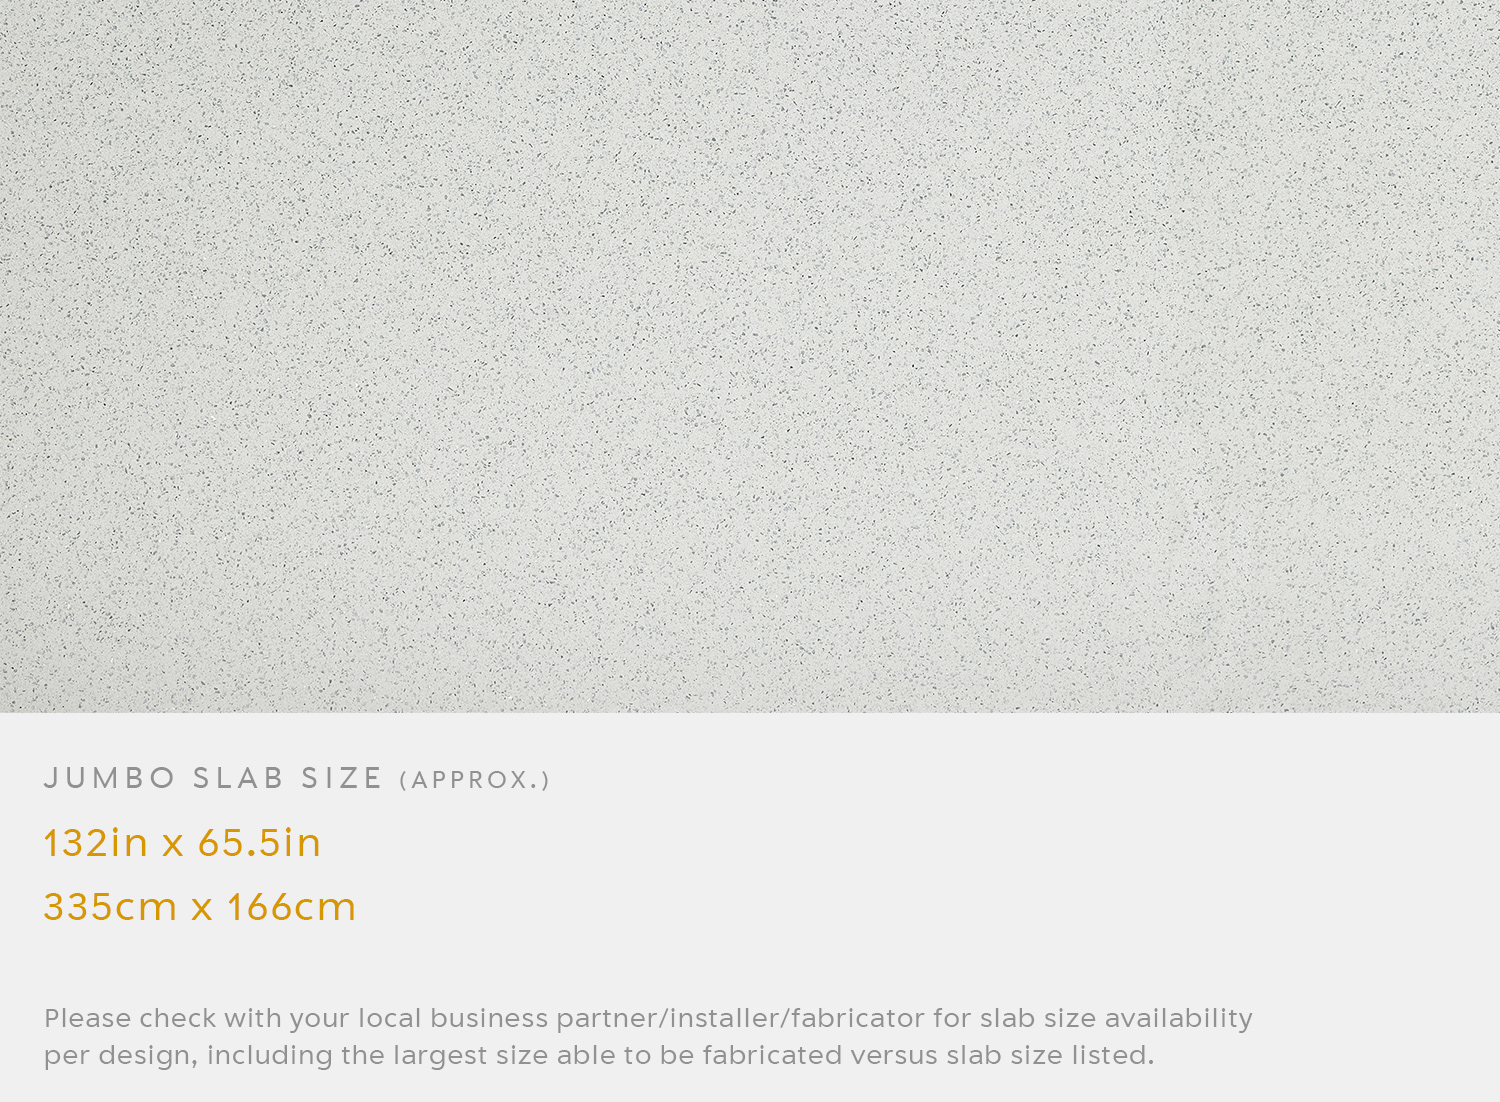 JUMBO SLAB SIZE (APPROX.)
132in x 65.5in
335cm x 166cm
Please check with your local business partner/installer/fabricator for slab size availability
per design, including the largest size able to be fabricated versus slab size listed.